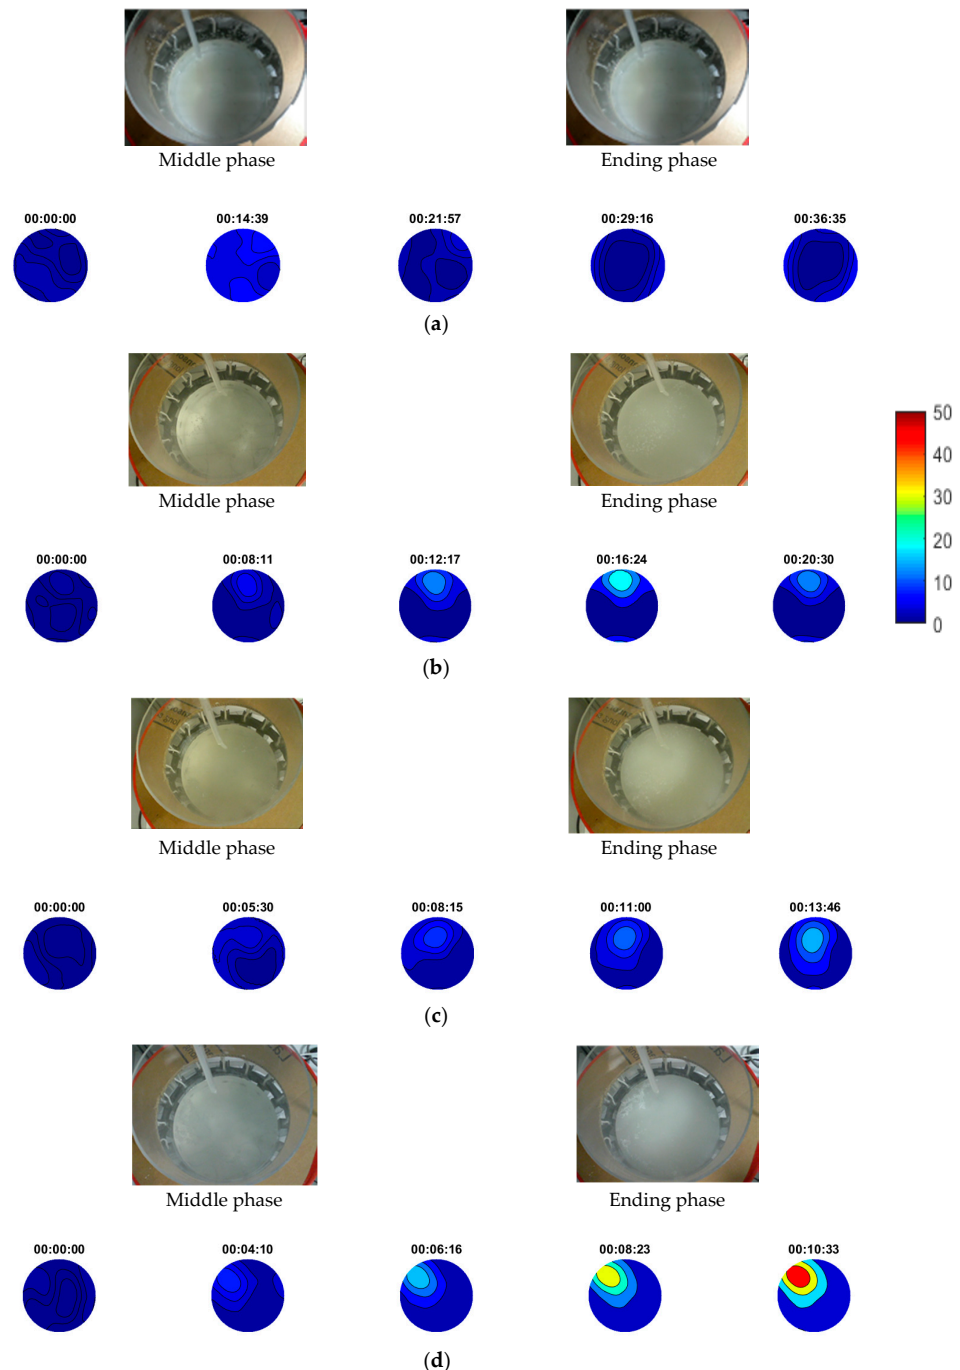 Middle phase Ending phase
00:00:00 00:14:39 00:21:57 00:29:16 00:36:35
(a)
Middle phase Ending phase
50
40
30
20
10
0
00:00:00 00:08:11 00:12:17 00:16:24 00:20:30
(b)
Middle phase Ending phase
00:00:00 00:05:30 00:08:15 00:11:00 00:13:46
(c)
Middle phase Ending phase
00:00:00 00:04:10 00:06:16 00:08:23 00:10:33
(d)